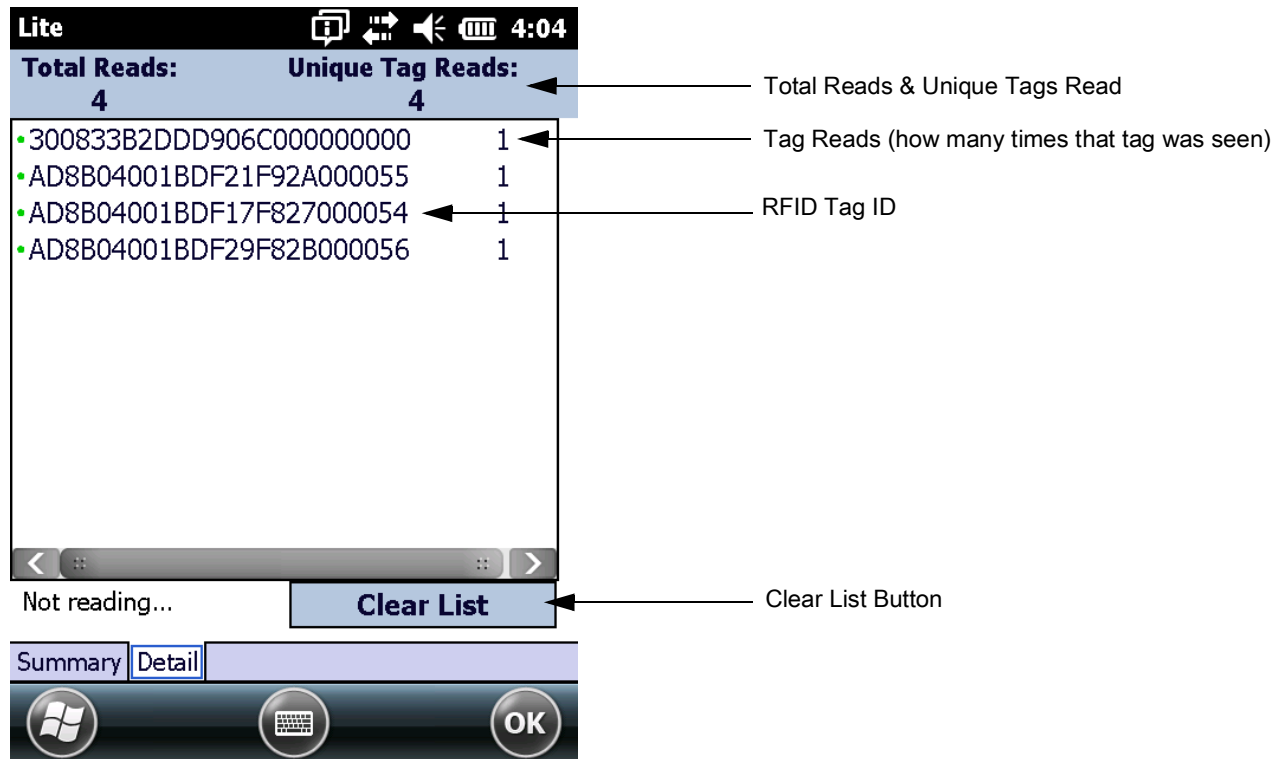 Lite 4:04
Total Reads: Unique Tag Reads:
4 4
Total Reads & Unique Tags Read
300833B2DDD906C000000000 1
Tag Reads (how many times that tag was seen)
AD8B04001BDF21F92A000055 1
AD8B04001BDF17F827000054 1
RFID Tag ID
AD8B04001BDF29F82B000056 1
Not reading... Clear List
Clear List Button
Summary Detail
OK